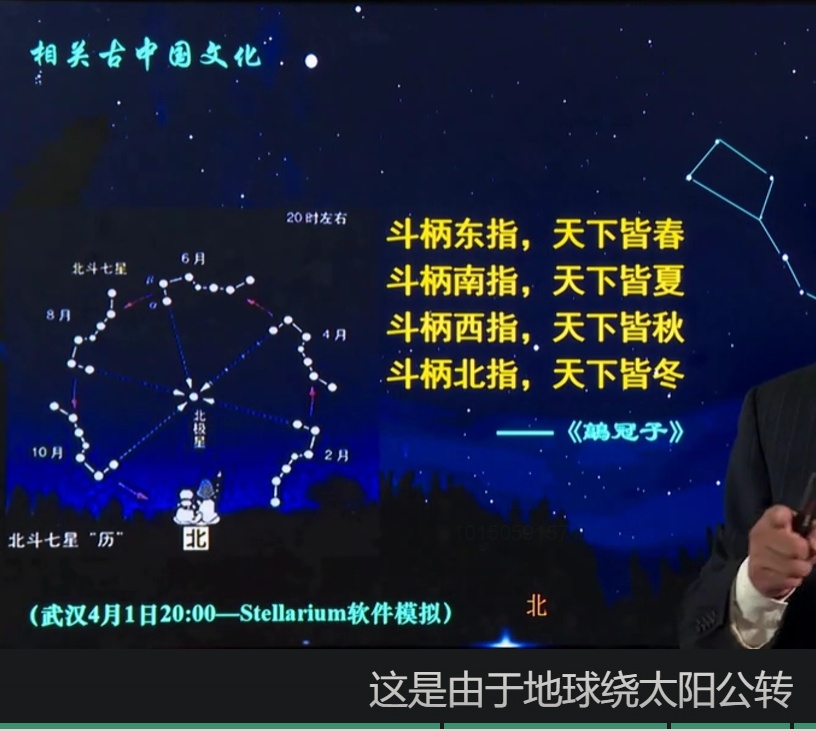 相关古中国文化
20时左右
6月
北斗七星
β
α
8月
4月
北极星
10月
2月
北斗七星“历”
北
斗柄东指，天下皆春
斗柄南指，天下皆夏
斗柄西指，天下皆秋
斗柄北指，天下皆冬
——《鹖冠子》
（武汉4月1日20:00—Stellarium软件模拟）
北
这是由于地球绕太阳公转